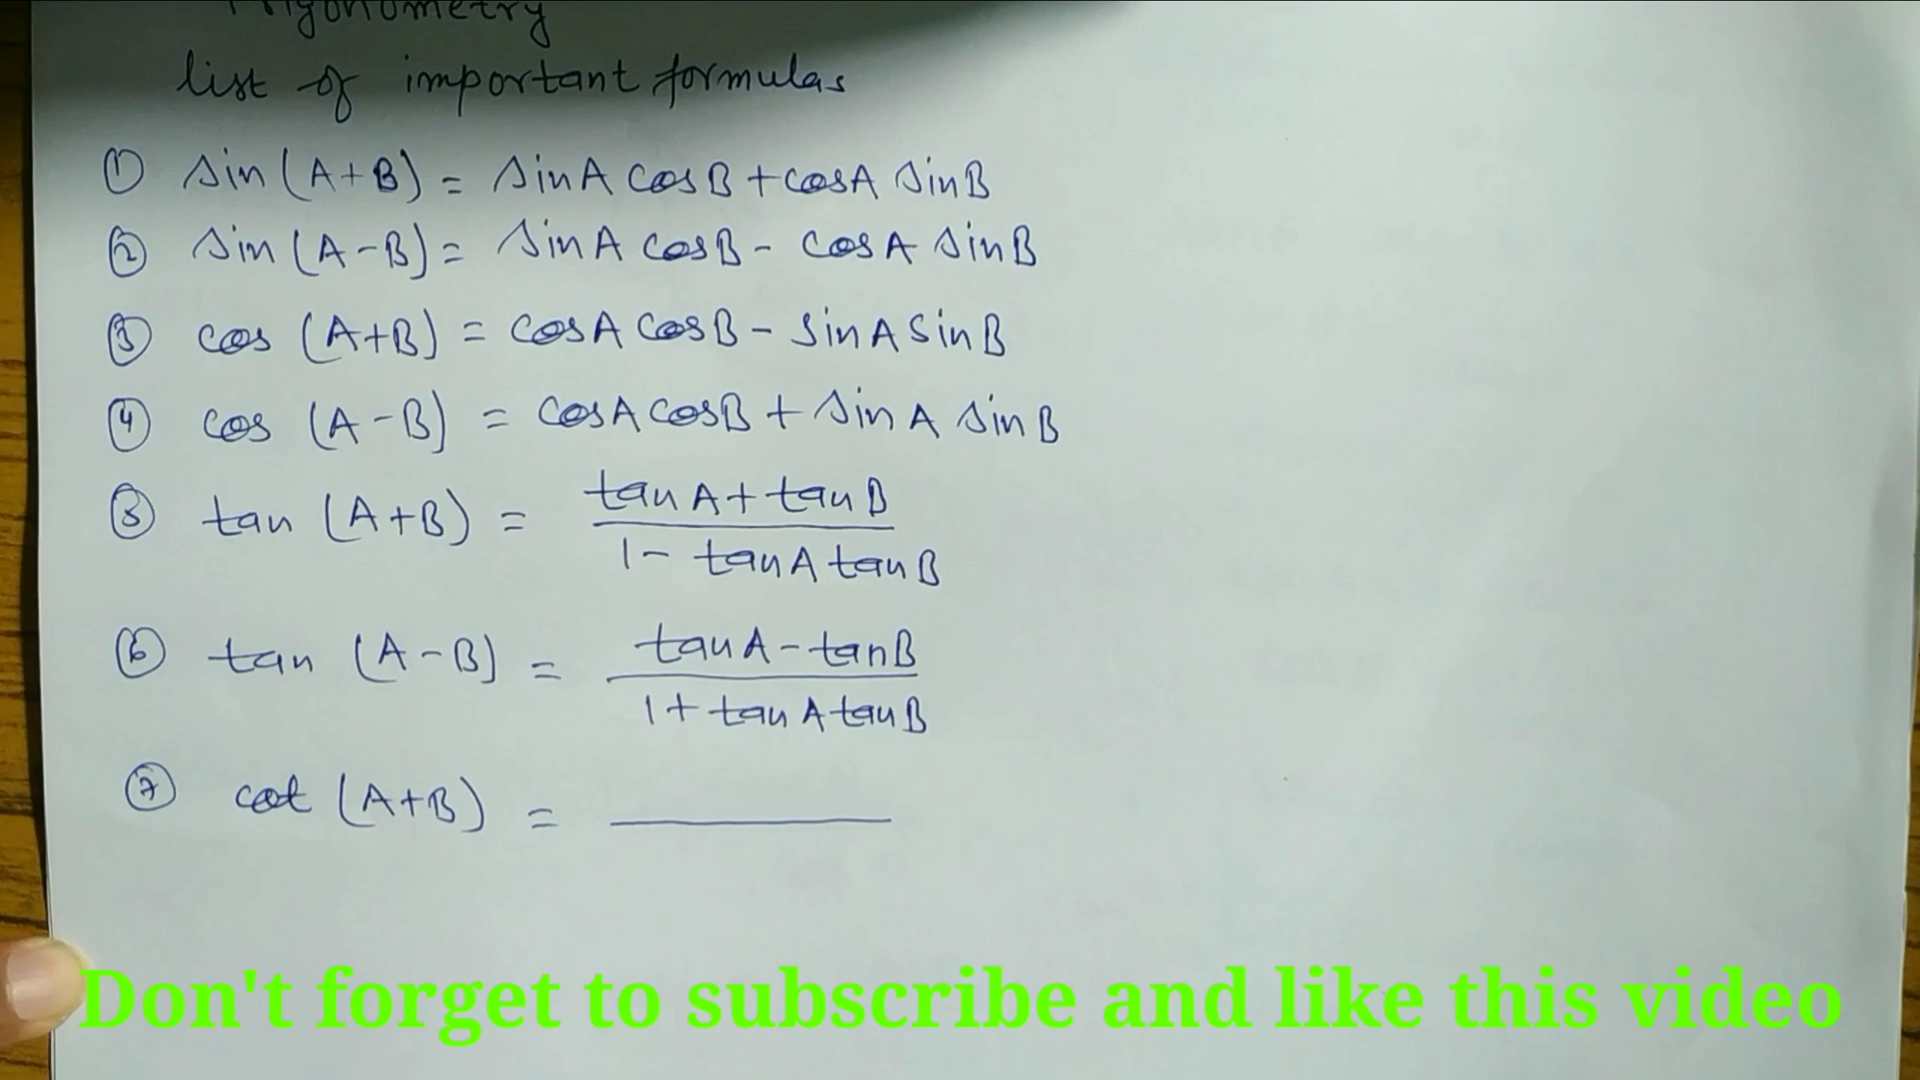 Trigonometry
list of important formulas
① sin (A+B) = sinA cosB + cosA sinB
② sin (A-B) = sinA cosB - cosA sinB
③ cos (A+B) = cosA cosB - sinA sinB
④ cos (A-B) = cosA cosB + sinA sinB
⑤ tan (A+B) = tanA + tanB / 1 - tanA tanB
⑥ tan (A-B) = tanA - tanB / 1 + tanA tanB
⑦ cot (A+B) =
Don't forget to subscribe and like this video